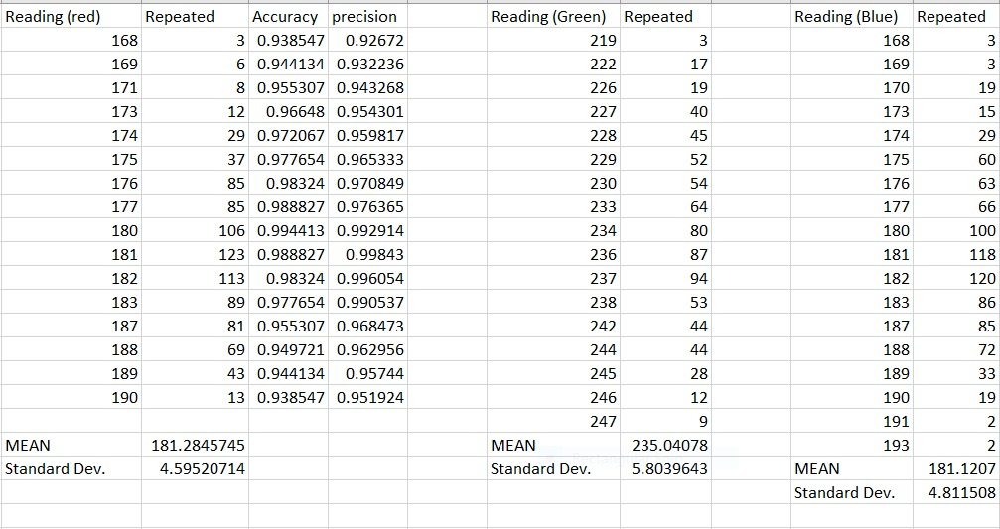 Reading (red) Repeated Accuracy precision Reading (Green) Repeated Reading (Blue) Repeated
168 3 0.938547 0.92672 219 3 168 3
169 6 0.944134 0.932236 222 17 169 3
171 8 0.955307 0.943268 226 19 170 19
173 12 0.96648 0.954301 227 40 173 15
174 29 0.972067 0.959817 228 45 174 29
175 37 0.977654 0.965333 229 52 175 60
176 85 0.98324 0.970849 230 54 176 63
177 85 0.988827 0.976365 233 64 177 66
180 106 0.994413 0.992914 234 80 180 100
181 123 0.988827 0.99843 236 87 181 118
182 113 0.98324 0.996054 237 94 182 120
183 89 0.977654 0.990537 238 53 183 86
187 81 0.955307 0.968473 242 44 187 85
188 69 0.949721 0.962956 244 44 188 72
189 43 0.944134 0.95744 245 28 189 33
190 13 0.938547 0.951924 246 12 190 19
247 9 191 2
MEAN 181.2845745 MEAN 235.04078 193 2
Standard Dev. 4.59520714 Standard Dev. 5.8039643 MEAN 181.1207
Standard Dev. 4.811508